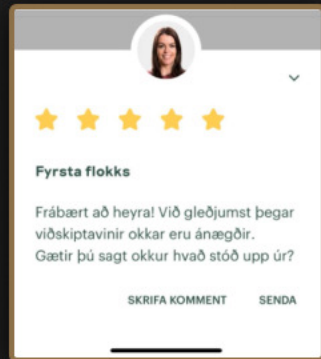 Fyrsta flokks
Frábært að heyra! Við gleðjumst þegar
viðskiptavinir okkar eru ánægðir.
Gætir þú sagt okkur hvað stóð upp úr?
SKRIFA KOMMENT SENDA